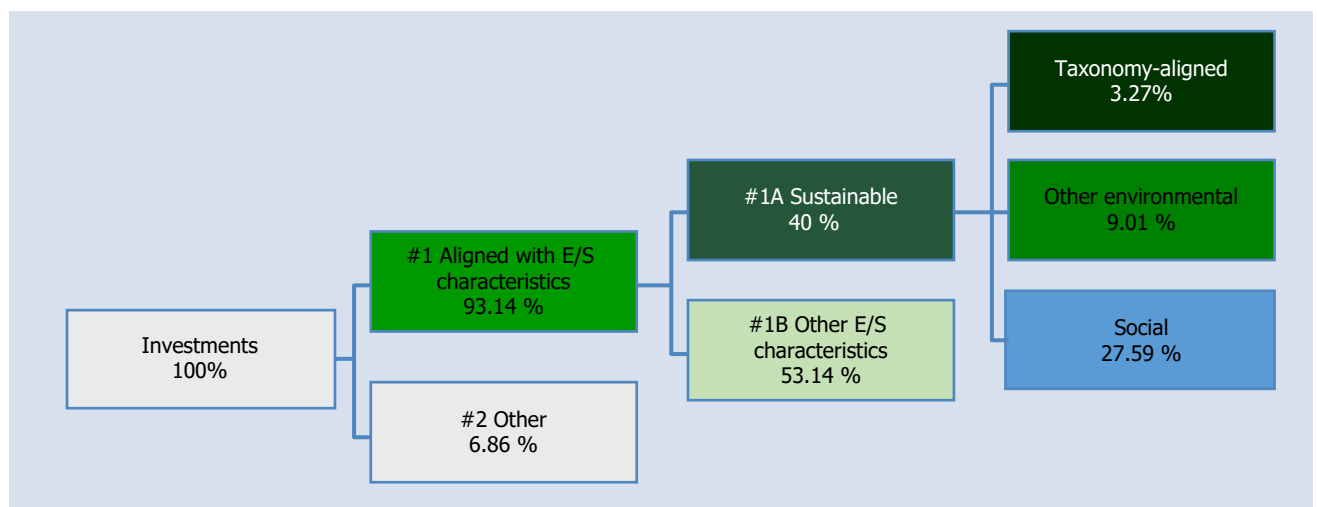 Investments
100%
#1 Aligned with E/S
characteristics
93.14 %
#2 Other
6.86 %
#1A Sustainable
40 %
#1B Other E/S
characteristics
53.14 %
Taxonomy-aligned
3.27%
Other environmental
9.01 %
Social
27.59 %